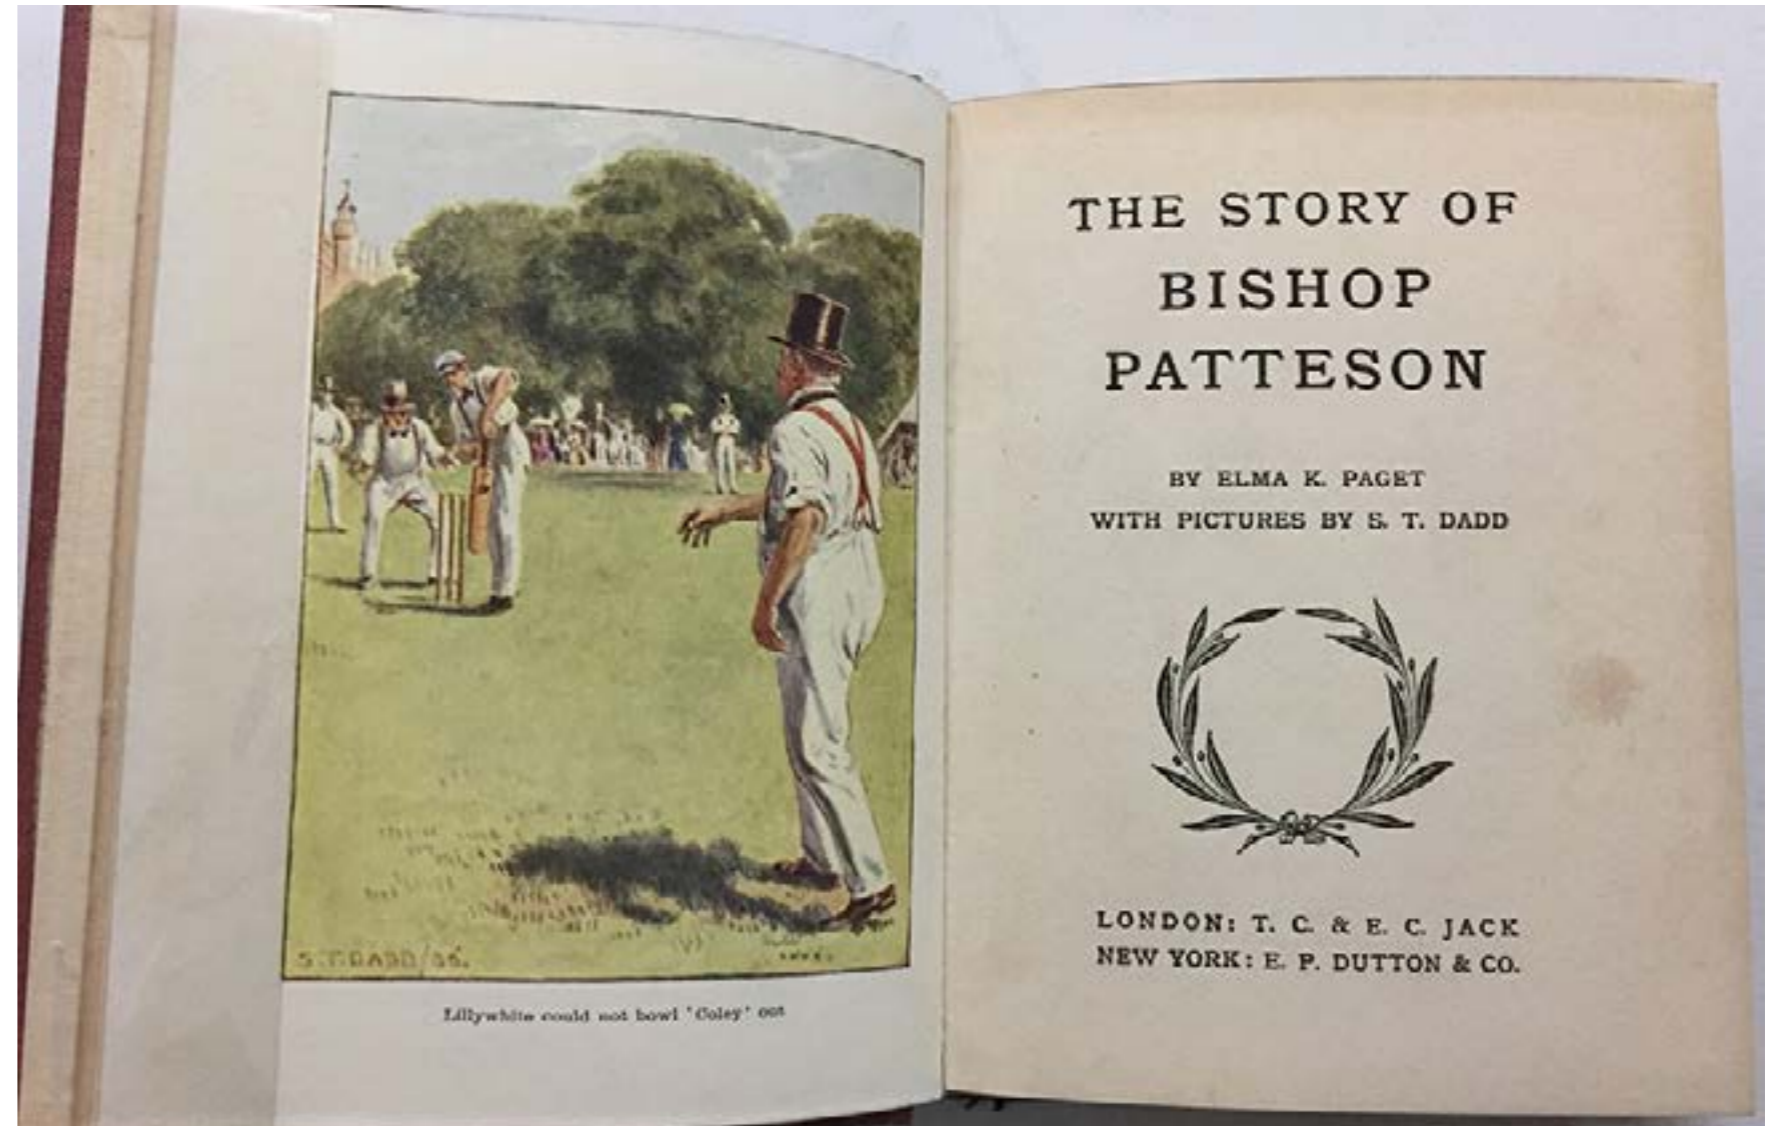 S. T. DADD
Lillywhite could not bowl 'Coley' out
THE STORY OF
BISHOP
PATTESON
BY ELMA K. PAGET
WITH PICTURES BY S. T. DADD
LONDON: T. C. & E. C. JACK
NEW YORK: E. P. DUTTON & CO.